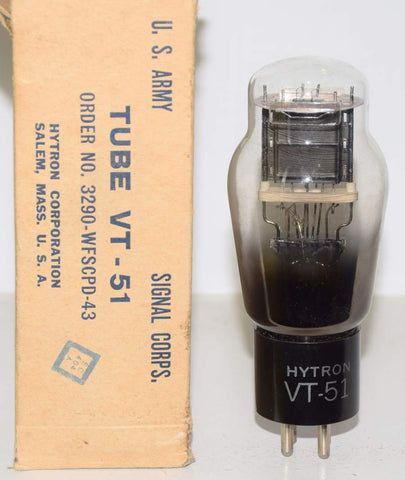 U. S. ARMY SIGNAL CORPS.
TUBE VT-51
ORDER NO. 3290-WFSCPD-43
HYTRON CORPORATION
SALEM, MASS. U. S. A.
HYTRON
VT-51